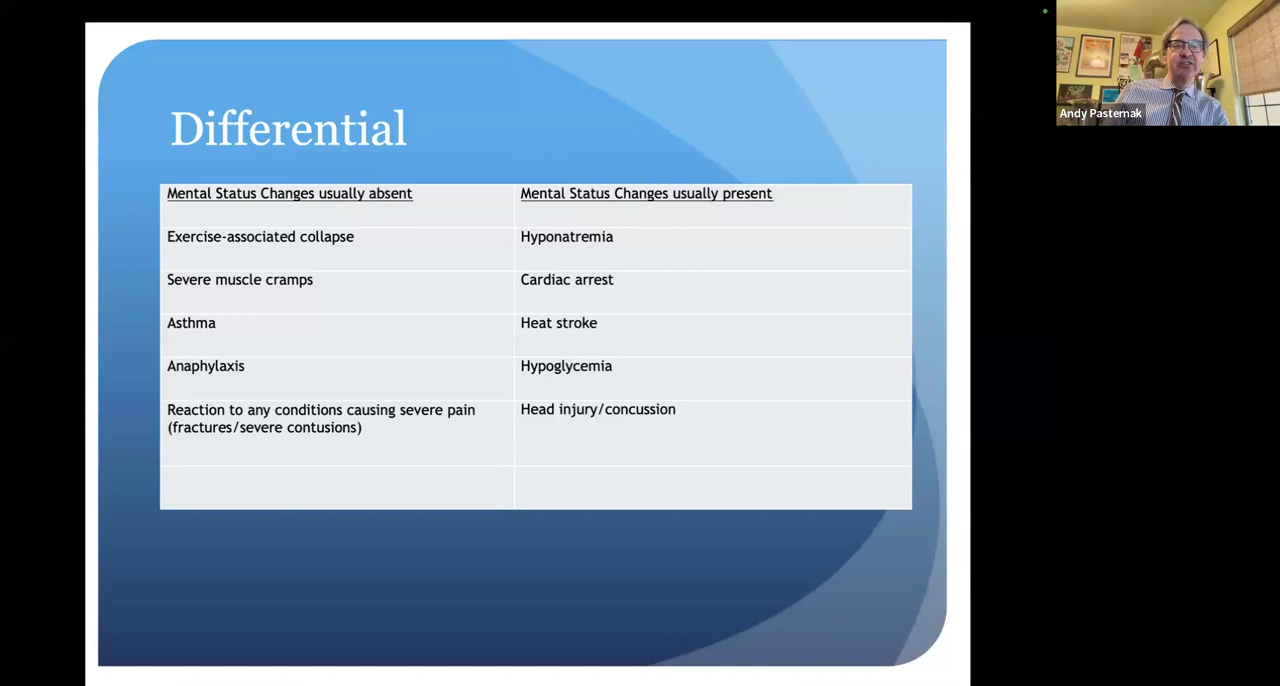 Differential
Mental Status Changes usually absent
Mental Status Changes usually present
Exercise-associated collapse
Hyponatremia
Severe muscle cramps
Cardiac arrest
Asthma
Heat stroke
Anaphylaxis
Hypoglycemia
Reaction to any conditions causing severe pain
(fractures/severe contusions)
Head injury/concussion
Andy Pasternak